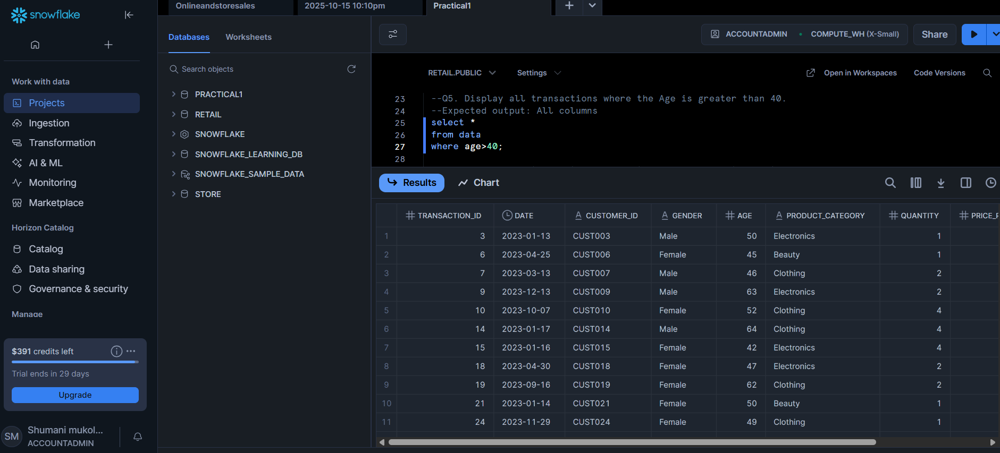 snowflake
Work with data
Projects
Ingestion
Transformation
AI & ML
Monitoring
Marketplace
Horizon Catalog
Catalog
Data sharing
Governance & security
Manage
$391 credits left
Trial ends in 29 days
Upgrade
SM
Shumani mukol...
ACCOUNTADMIN
Onlineandstoresales
2025-10-15 10:10pm
Practical1
Databases
Worksheets
Search objects
PRACTICAL1
RETAIL
SNOWFLAKE
SNOWFLAKE_LEARNING_DB
SNOWFLAKE_SAMPLE_DATA
STORE
ACCOUNTADMIN • COMPUTE_WH (X-Small)
Share
RETAIL.PUBLIC
Settings
Open in Workspaces
Code Versions
23 --Q5. Display all transactions where the Age is greater than 40.
24 --Expected output: All columns
25 select *
26 from data
27 where age>40;
28
Results
Chart
TRANSACTION_ID DATE CUSTOMER_ID GENDER AGE PRODUCT_CATEGORY QUANTITY PRICE_P
1 3 2023-01-13 CUST003 Male 50 Electronics 1
2 6 2023-04-25 CUST006 Female 45 Beauty 1
3 7 2023-03-13 CUST007 Male 46 Clothing 2
4 9 2023-12-13 CUST009 Male 63 Electronics 2
5 10 2023-10-07 CUST010 Female 52 Clothing 4
6 14 2023-01-17 CUST014 Male 64 Clothing 4
7 15 2023-01-16 CUST015 Female 42 Electronics 4
8 18 2023-04-30 CUST018 Female 47 Electronics 2
9 19 2023-09-16 CUST019 Female 62 Clothing 2
10 21 2023-01-14 CUST021 Female 50 Beauty 1
11 24 2023-11-29 CUST024 Female 49 Clothing 1